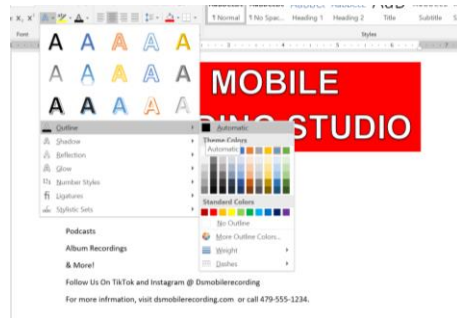 1 Normal 1 No Spac... Heading 1 Heading 2 Title Subtitle
Font Styles
A A A A A
A A A A A
A A A A A
MOBILE
STUDIO
Outline
Shadow
Reflection
Glow
Number Styles
Ligatures
Stylistic Sets
Automatic
Theme Colors
Automatic
Standard Colors
No Outline
More Outline Colors...
Weight
Dashes
Podcasts
Album Recordings
& More!
Follow Us On TikTok and Instagram @ Dsmobilerecording
For more infrmation, visit dsmobilerecording.com or call 479-555-1234.